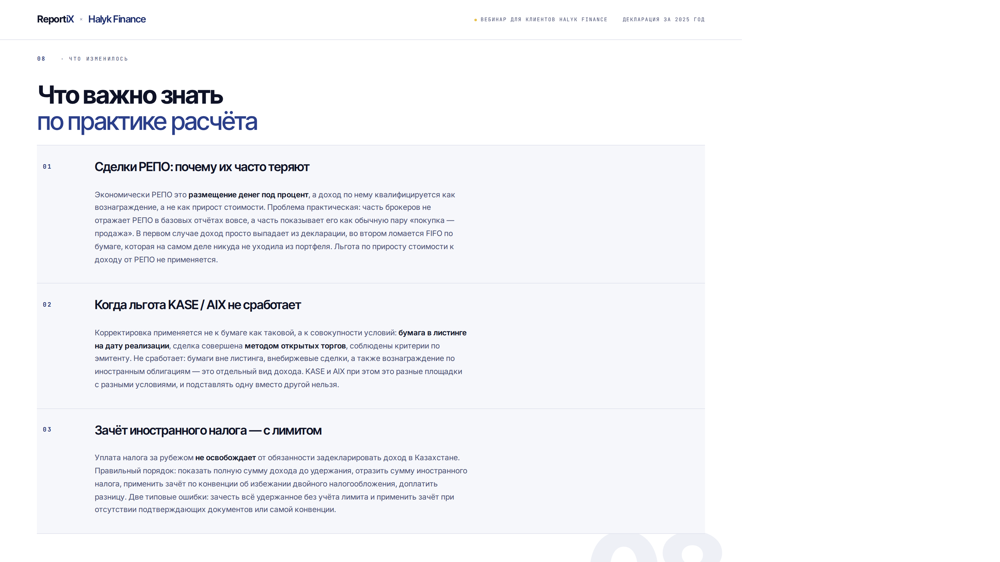 ReportiX × Halyk Finance
ВЕБИНАР ДЛЯ КЛИЕНТОВ HALYK FINANCE ДЕКЛАРАЦИЯ ЗА 2025 ГОД
08 · ЧТО ИЗМЕНИЛОСЬ
Что важно знать
по практике расчёта
01
Сделки РЕПО: почему их часто теряют
Экономически РЕПО это размещение денег под процент, а доход по нему квалифицируется как
вознаграждение, а не как прирост стоимости. Проблема практическая: часть брокеров не
отражает РЕПО в базовых отчётах вовсе, а часть показывает его как обычную пару «покупка —
продажа». В первом случае доход просто выпадает из декларации, во втором ломается FIFO по
бумаге, которая на самом деле никуда не уходила из портфеля. Льгота по приросту стоимости к
доходу от РЕПО не применяется.
02
Когда льгота KASE / AIX не сработает
Корректировка применяется не к бумаге как таковой, а к совокупности условий: бумага в листинге
на дату реализации, сделка совершена методом открытых торгов, соблюдены критерии по
эмитенту. Не сработает: бумаги вне листинга, внебиржевые сделки, а также вознаграждение по
иностранным облигациям — это отдельный вид дохода. KASE и AIX при этом это разные площадки
с разными условиями, и подставлять одну вместо другой нельзя.
03
Зачёт иностранного налога — с лимитом
Уплата налога за рубежом не освобождает от обязанности задекларировать доход в Казахстане.
Правильный порядок: показать полную сумму дохода до удержания, отразить сумму иностранного
налога, применить зачёт по конвенции об избежании двойного налогообложения, доплатить
разницу. Две типовые ошибки: зачесть всё удержанное без учёта лимита и применить зачёт при
отсутствии подтверждающих документов или самой конвенции.
08